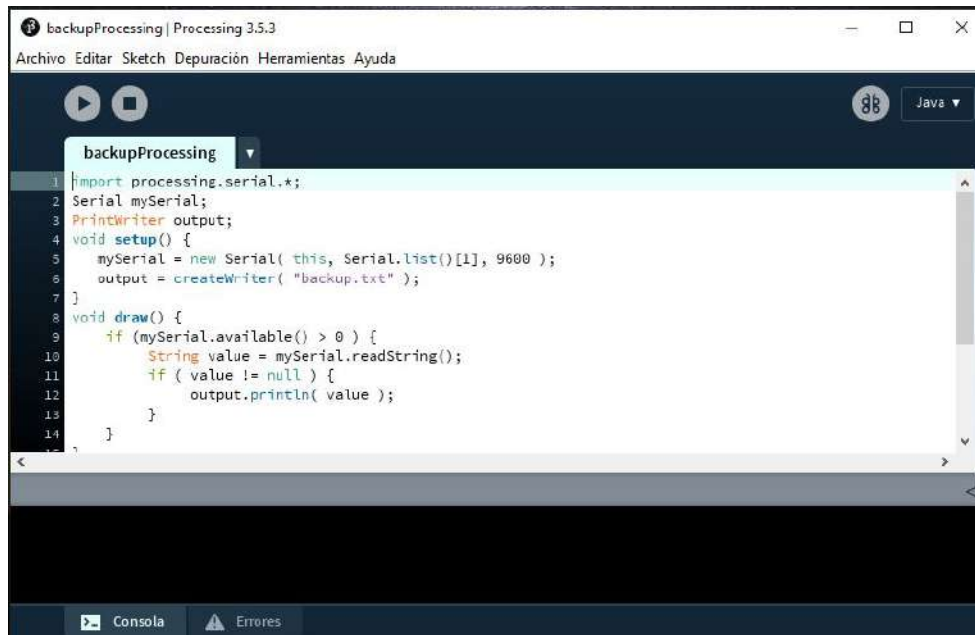 backupProcessing | Processing 3.5.3
Archivo Editar Sketch Depuración Herramientas Ayuda
Java ▼
backupProcessing ▼
1 import processing.serial.*;
2 Serial mySerial;
3 PrintWriter output;
4 void setup() {
5 mySerial = new Serial( this, Serial.list()[1], 9600 );
6 output = createWriter( "backup.txt" );
7 }
8 void draw() {
9 if (mySerial.available() > 0 ) {
10 String value = mySerial.readString();
11 if ( value != null ) {
12 output.println( value );
13 }
14 }
Consola Errores